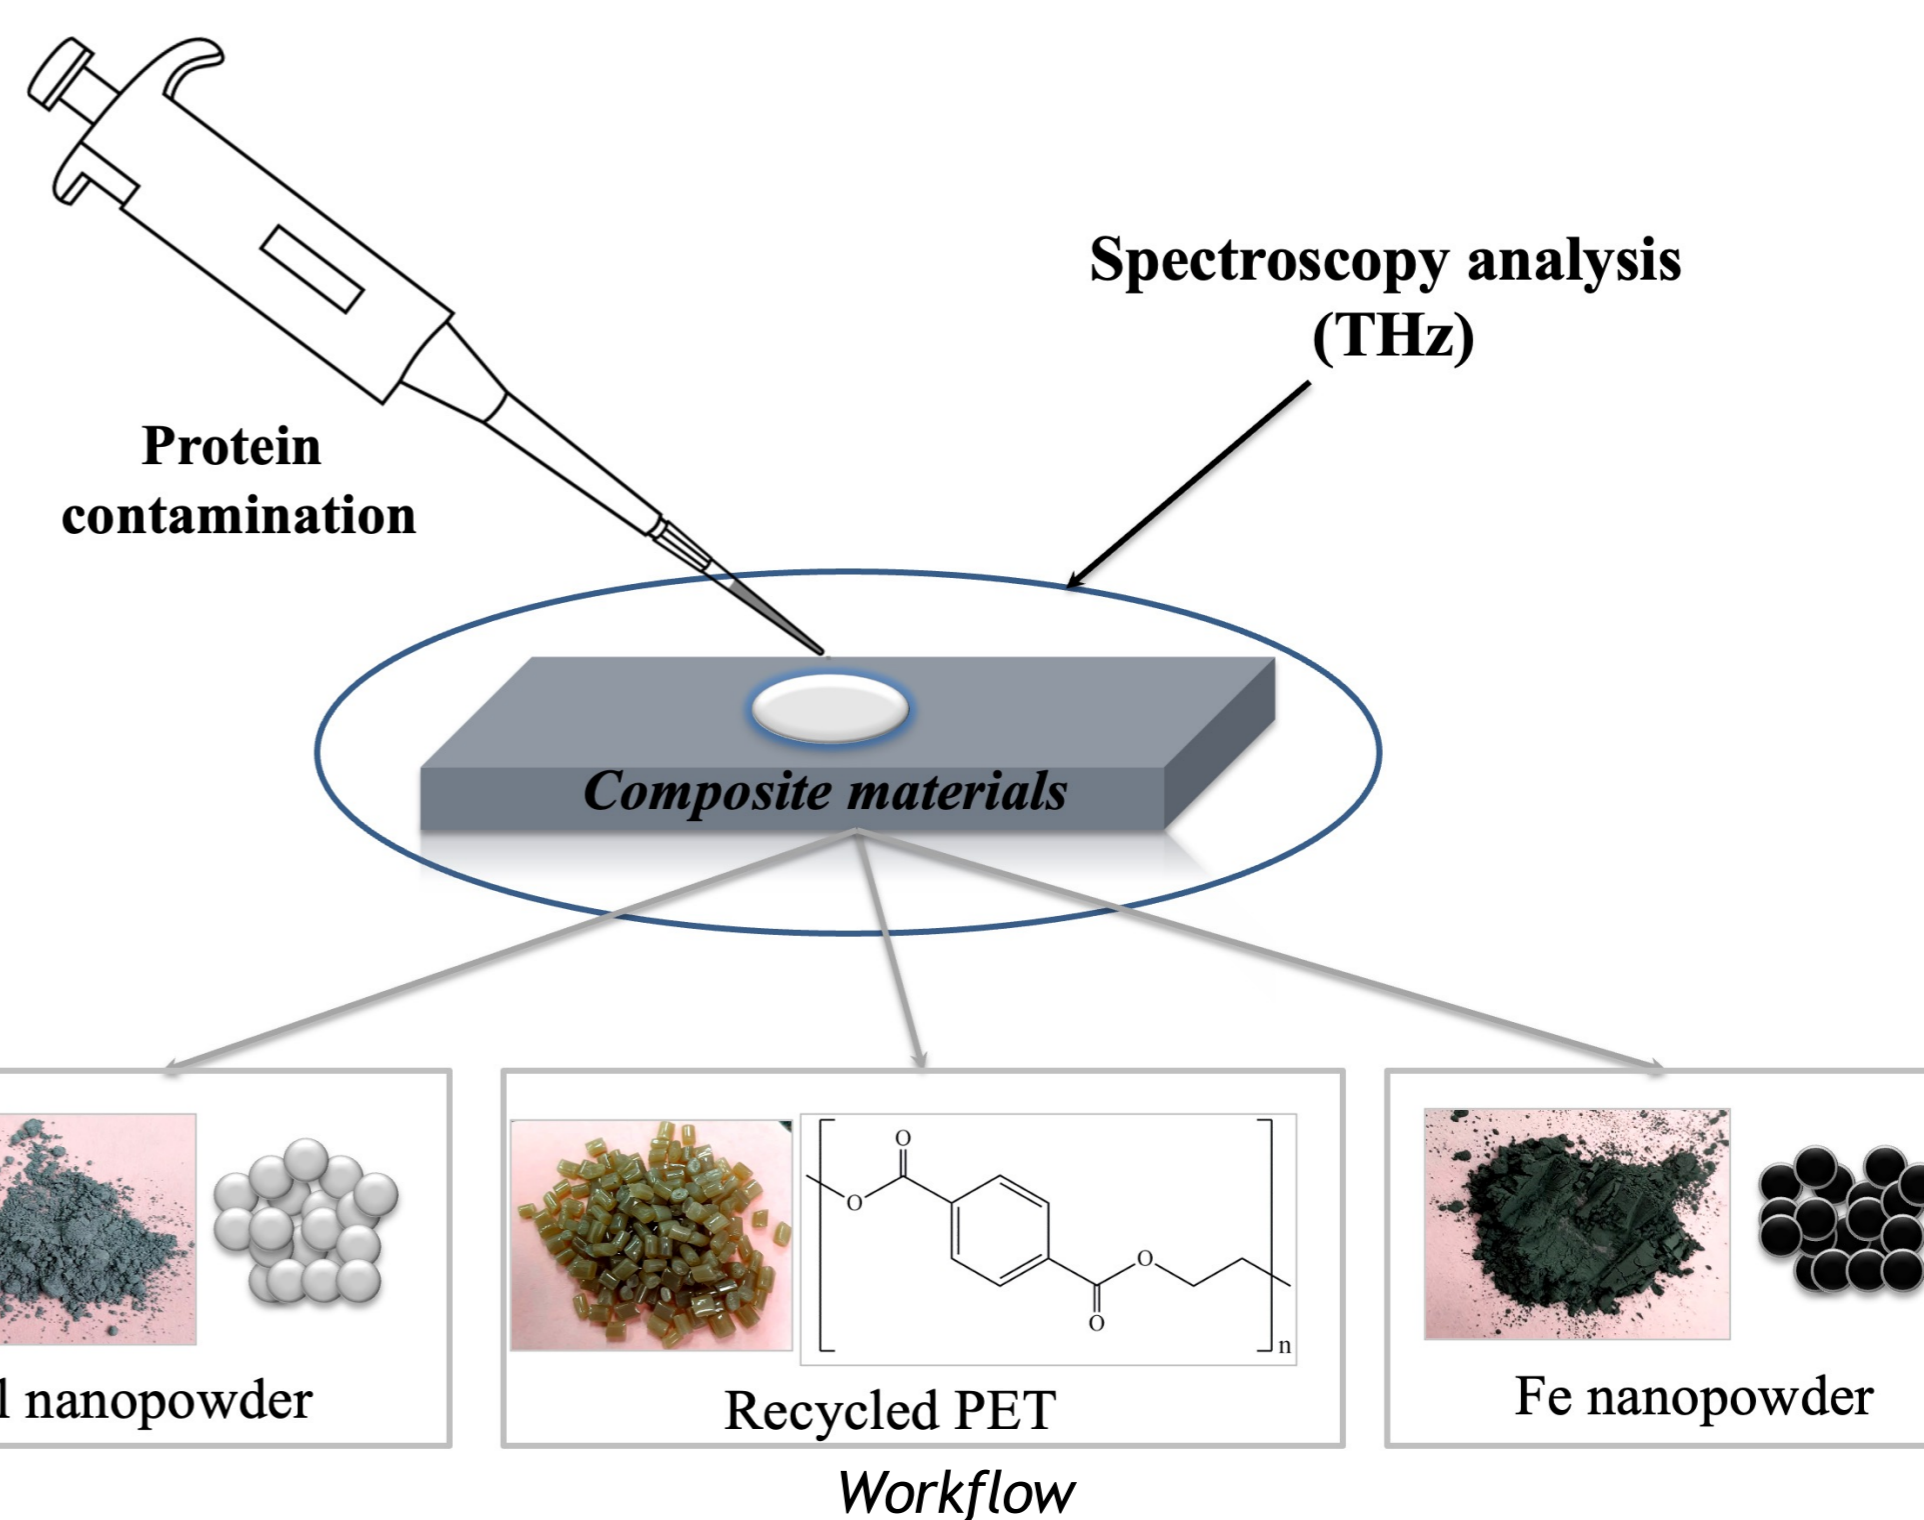 Spectroscopy analysis
(THz)
Protein
contamination
Composite materials
O
O
O
O
n
l nanopowder
Recycled PET
Fe nanopowder
Workflow